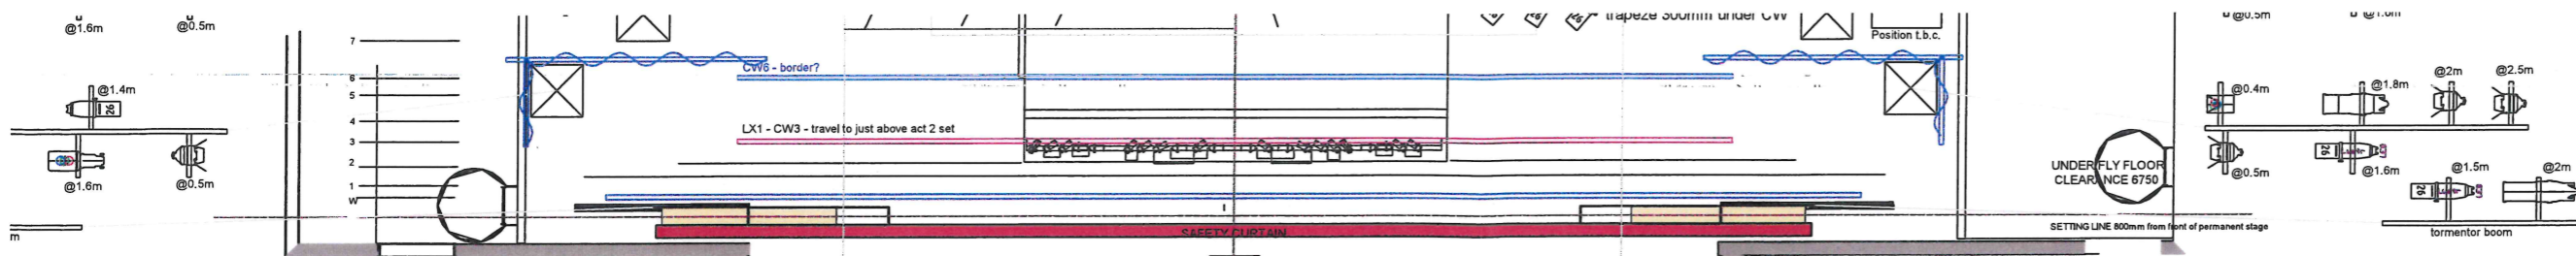 @1.6m
@0.5m
trapeze 300mm under CW
@0.5m
@1.0m
Position t.b.c.
7
6
5
4
3
2
1
W
CW6 - border?
LX1 - CW3 - travel to just above act 2 set
@1.4m
26
@1.6m
@0.5m
m
@0.4m
@1.8m
@2m
@2.5m
@0.5m
26
@1.6m
UNDER FLY FLOOR
CLEARANCE 6750
@1.5m
@2m
26
SAFETY CURTAIN
SETTING LINE 800mm from front of permanent stage
tormentor boom